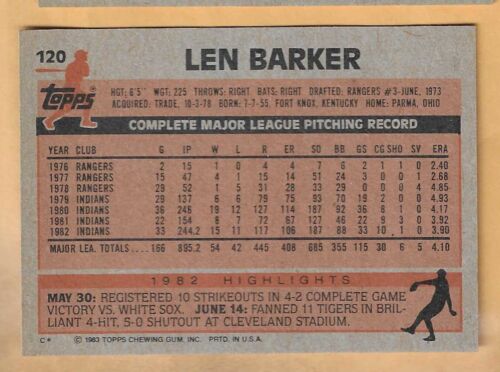 120
LEN BARKER
TOPPS
HGT: 6'5" WGT: 225 THROWS: RIGHT BATS: RIGHT DRAFTED: RANGERS #3-JUNE, 1973
ACQUIRED: TRADE, 10-3-78 BORN: 7-7-55, FORT KNOX, KENTUCKY HOME: PARMA, OHIO
COMPLETE MAJOR LEAGUE PITCHING RECORD
YEAR CLUB G IP W L R ER SO BB GS CG SHO SV ERA
1976 RANGERS 2 15 1 0 7 4 7 6 2 1 1 0 2.40
1977 RANGERS 15 47 4 1 15 14 51 24 3 0 0 1 2.68
1978 RANGERS 29 52 1 5 31 28 33 29 0 0 0 4 4.85
1979 INDIANS 29 137 6 6 79 75 93 70 19 2 0 0 4.93
1980 INDIANS 36 246 19 12 127 114 187 92 36 8 1 0 4.17
1981 INDIANS 22 154 8 7 72 67 127 46 22 9 3 0 3.92
1982 INDIANS 33 244.2 15 11 117 106 187 88 33 10 1 0 3.90
MAJOR LEA. TOTALS 166 895.2 54 42 445 408 685 355 115 30 6 5 4.10
1982 HIGHLIGHTS
MAY 30: REGISTERED 10 STRIKEOUTS IN 4-2 COMPLETE GAME
VICTORY VS. WHITE SOX. JUNE 14: FANNED 11 TIGERS IN BRIL-
LIANT 4-HIT, 5-0 SHUTOUT AT CLEVELAND STADIUM.
C* ©1983 TOPPS CHEWING GUM, INC. PRTD. IN U.S.A.